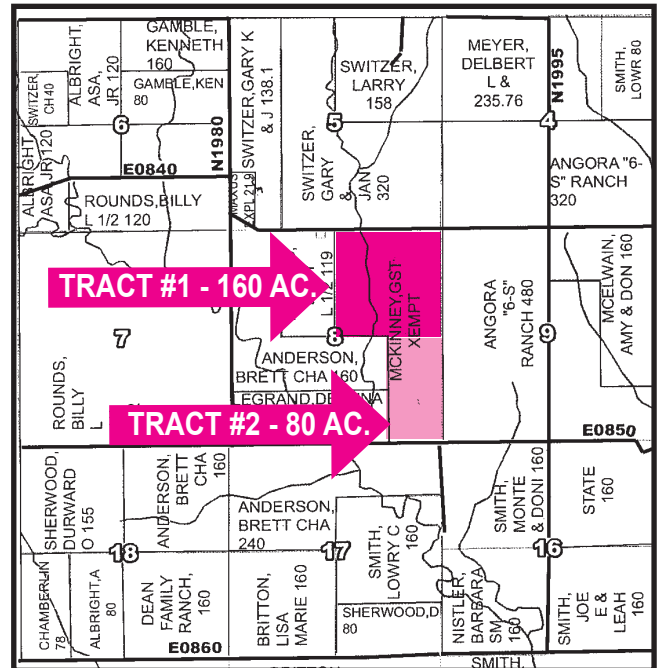 GAMBLE,
KENNETH
160
GAMBLE,KEN
80
ALBRIGHT,
ASA,
JR 120
SWITZER,
CH40
6
N1980
SWITZER,GARY K
& J 138.1
SWITZER,
LARRY
158
5
SWITZER,
GARY
&
JANI
320
MEYER,
DELBERT
L &
235.76
N1995
4
SMITH,
LOWR 80
ANGORA "6-
S" RANCH
320
E0840
ALBRIGHT,
ASA, JR 120
ROUNDS,BILLY
L 1/2 120
XPL 21.9
TRACT #1 - 160 AC.
L 1/2 119
8
MCKINNEY,GST
XEMPT
ANGORA
"6-S"
RANCH 480
9
MCELWAIN,
AMY & DON 160
7
ROUNDS,
BILLY
L
ANDERSON,
BRETT CHA 160
TRACT #2 - 80 AC.
E0850
SHERWOOD,
DURWARD
O 155
ANDERSON,
BRETT
CHA
160
ANDERSON,
BRETT CHA
240
17
SMITH,
LOWRY C
160
SMITH,
MONTE
& DONI 160
STATE
160
16
18
CHAMBERLIN
78
ALBRIGHT,A
80
DEAN
FAMILY
RANCH,
160
BRITTON,
LISA
MARIE 160
SHERWOOD,D
80
NISTLER,
BARBARA
SM
160
SMITH,
JOE
E &
LEAH
160
E0860
SMITH,